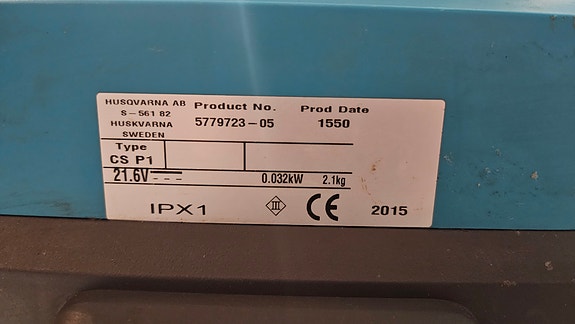 HUSQVARNA AB
S-561 82
HUSKVARNA
SWEDEN
Product No.
5779723-05
Prod Date
1550
Type
CS P1
21.6V 0.032kW 2.1kg
IPX1 III CE 2015